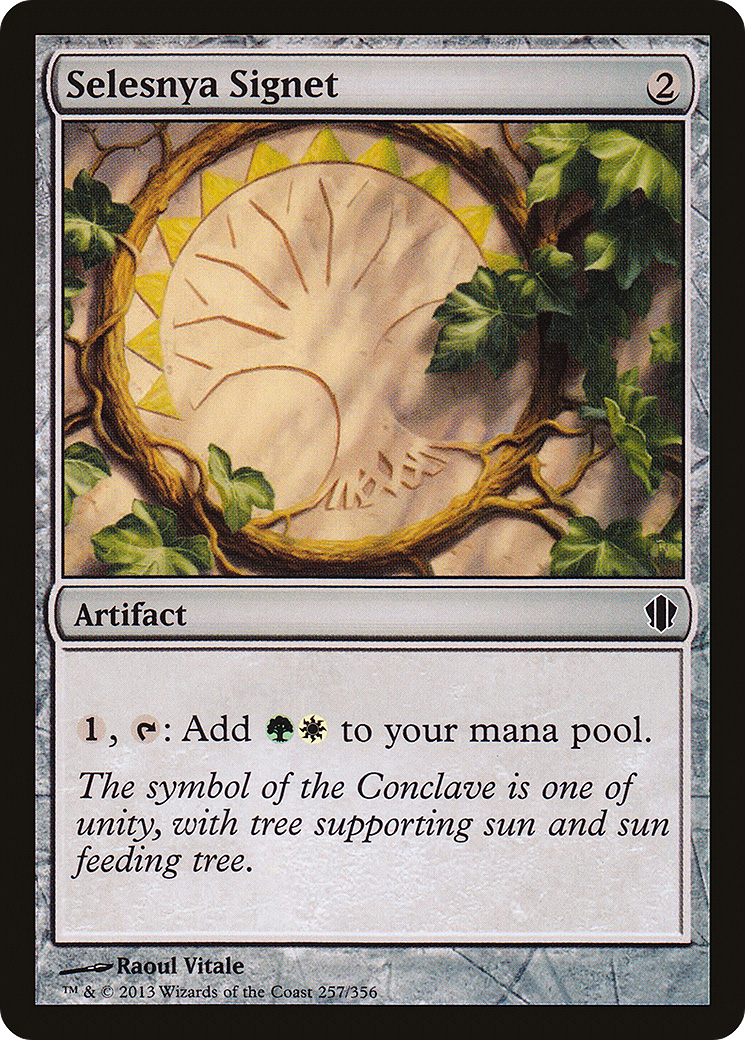 Selesnya Signet 2
Artifact
1, : Add to your mana pool.
The symbol of the Conclave is one of
unity, with tree supporting sun and sun
feeding tree.
Raoul Vitale
™ & © 2013 Wizards of the Coast 257/356